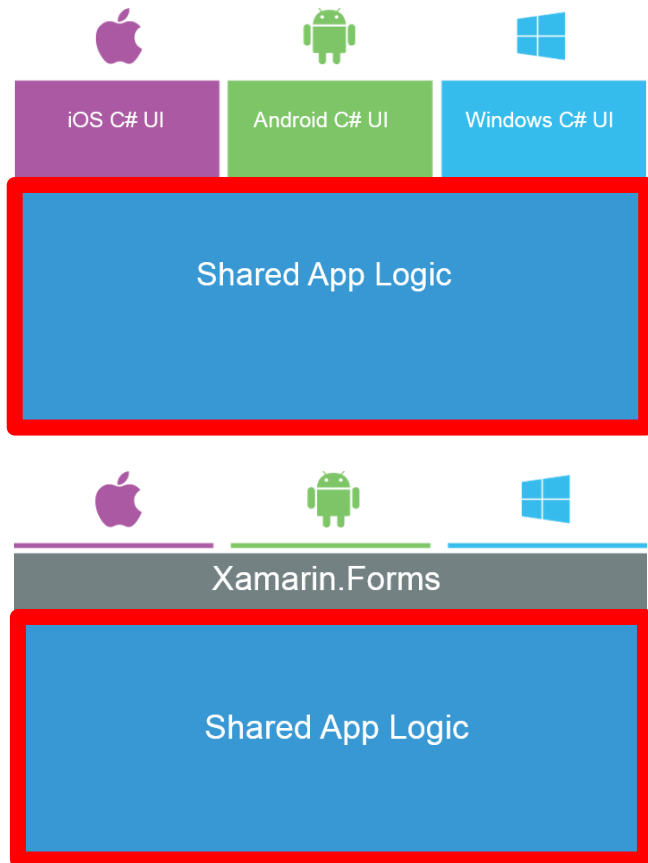 iOS C# UI
Android C# UI
Windows C# UI
Shared App Logic
Xamarin.Forms
Shared App Logic